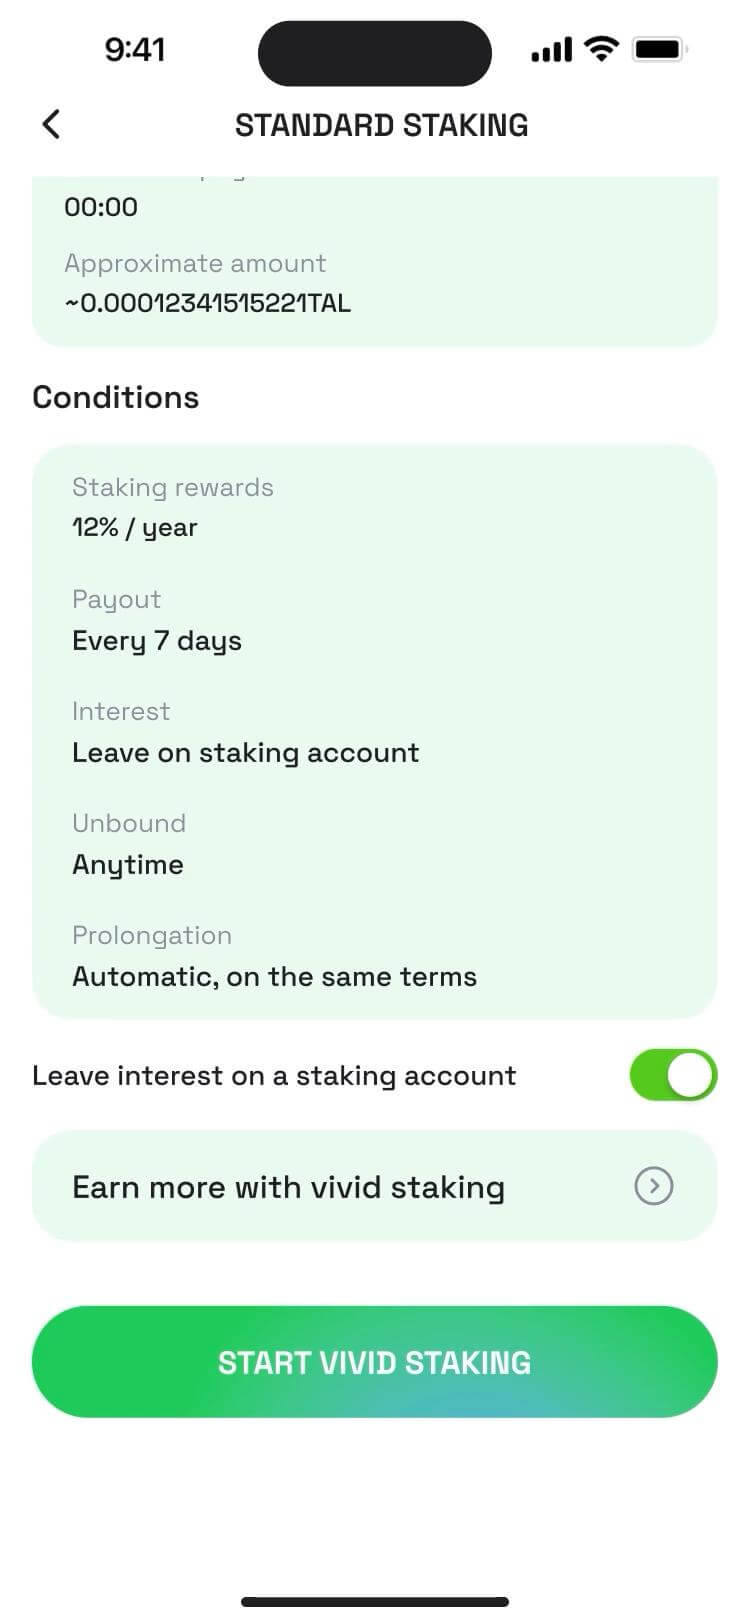 9:41
STANDARD STAKING
00:00
Approximate amount
~0.00012341515221TAL
Conditions
Staking rewards
12% / year
Payout
Every 7 days
Interest
Leave on staking account
Unbound
Anytime
Prolongation
Automatic, on the same terms
Leave interest on a staking account
Earn more with vivid staking
START VIVID STAKING